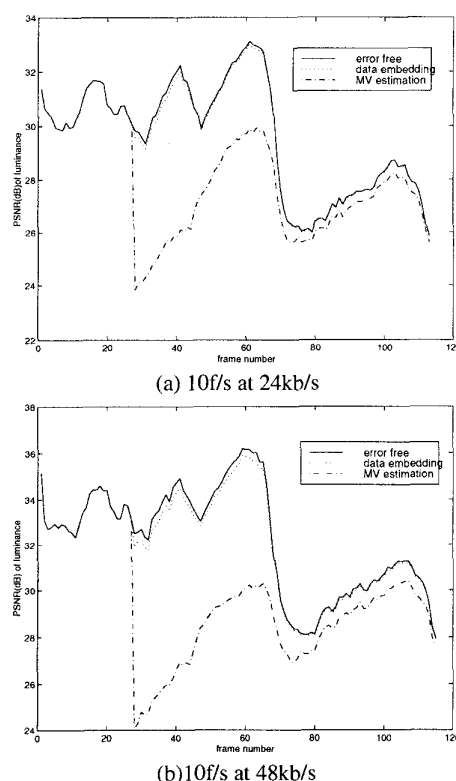 34
32
30
28
26
24
22
PSNR(dB)of luminance
error free
data embedding
MV estimation
0 20 40 60 80 100 120
frame number
(a) 10f/s at 24kb/s
38
36
34
32
30
28
26
24
PSNR(dB) of luminance
error free
data embedding
MV estimation
0 20 40 60 80 100 120
frame number
(b)10f/s at 48kb/s